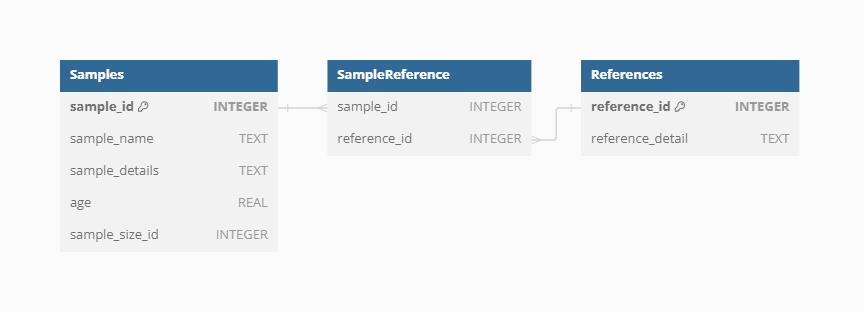 Samples
sample_id INTEGER
sample_name TEXT
sample_details TEXT
age REAL
sample_size_id INTEGER
SampleReference
sample_id INTEGER
reference_id INTEGER
References
reference_id INTEGER
reference_detail TEXT